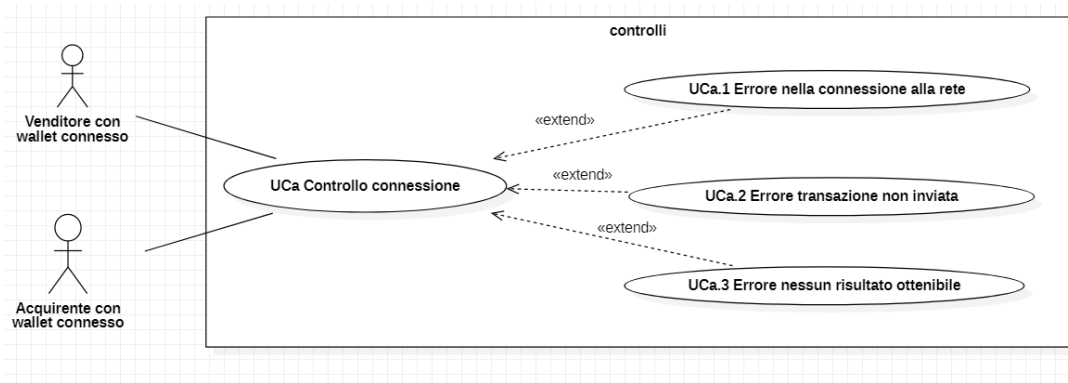 controlli
Venditore con
wallet connesso
Acquirente con
wallet connesso
UCa Controllo connessione
«extend»
UCa.1 Errore nella connessione alla rete
«extend»
UCa.2 Errore transazione non inviata
«extend»
UCa.3 Errore nessun risultato ottenibile